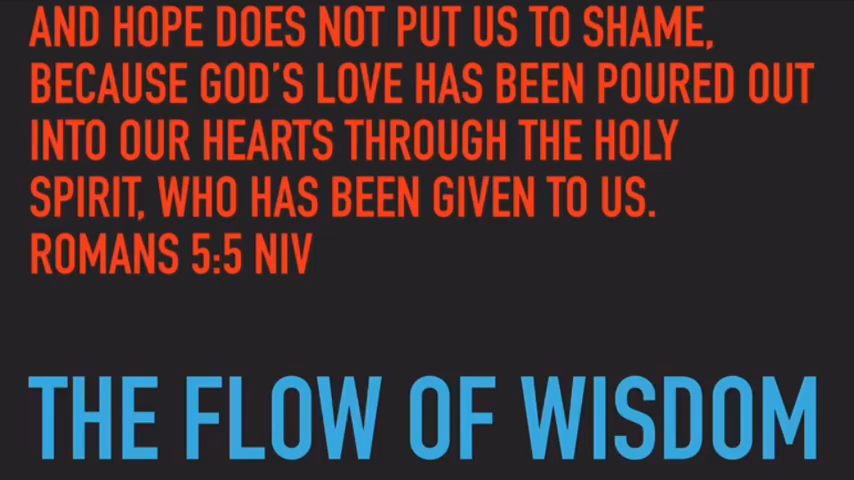 AND HOPE DOES NOT PUT US TO SHAME,
BECAUSE GOD'S LOVE HAS BEEN POURED OUT
INTO OUR HEARTS THROUGH THE HOLY
SPIRIT, WHO HAS BEEN GIVEN TO US.
ROMANS 5:5 NIV
THE FLOW OF WISDOM